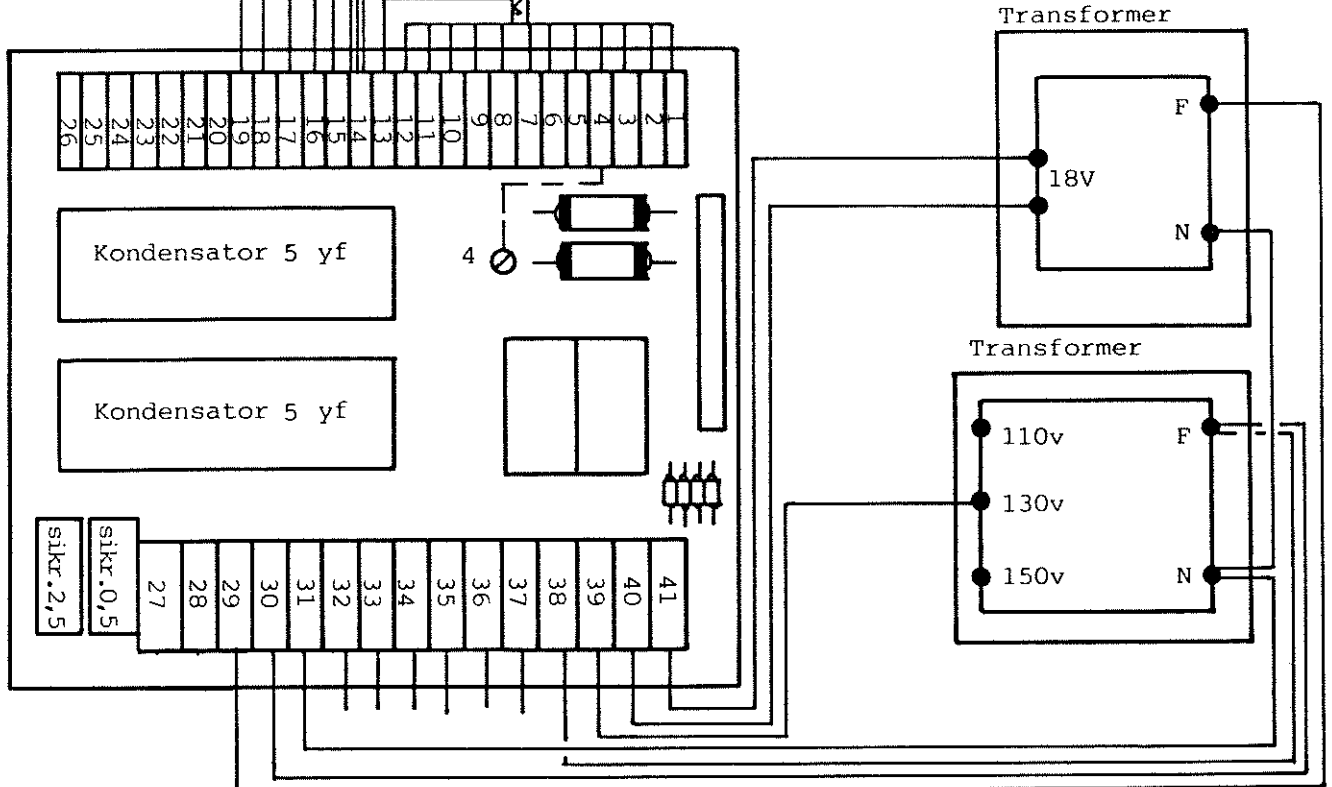 Transformer
26 25 24 23 22 21 20 19 18 17 16 15 14 13 12 11 10 9 8 7 6 5 4 3 2 1
F
18V
N
Kondensator 5 yf
4
Transformer
110v
F
Kondensator 5 yf
130v
150v
N
sikr.2,5
sikr.0,5
27 28 29 30 31 32 33 34 35 36 37 38 39 40 41